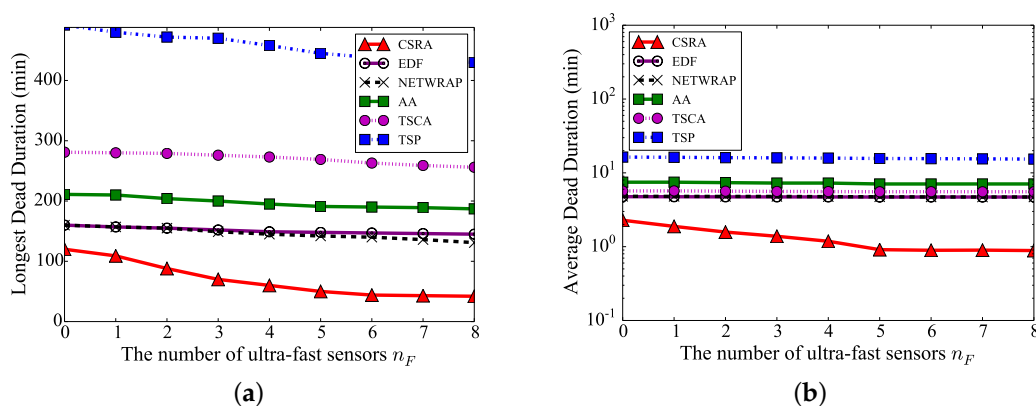 Longest Dead Duration (min)
400
300
200
100
0
CSRA
EDF
NETWRAP
AA
TSCA
TSP
0 1 2 3 4 5 6 7 8
The number of ultra-fast sensors n_F
(a)
Average Dead Duration (min)
10^3
10^2
10^1
10^0
10^-1
CSRA
EDF
NETWRAP
AA
TSCA
TSP
0 1 2 3 4 5 6 7 8
The number of ultra-fast sensors n_F
(b)